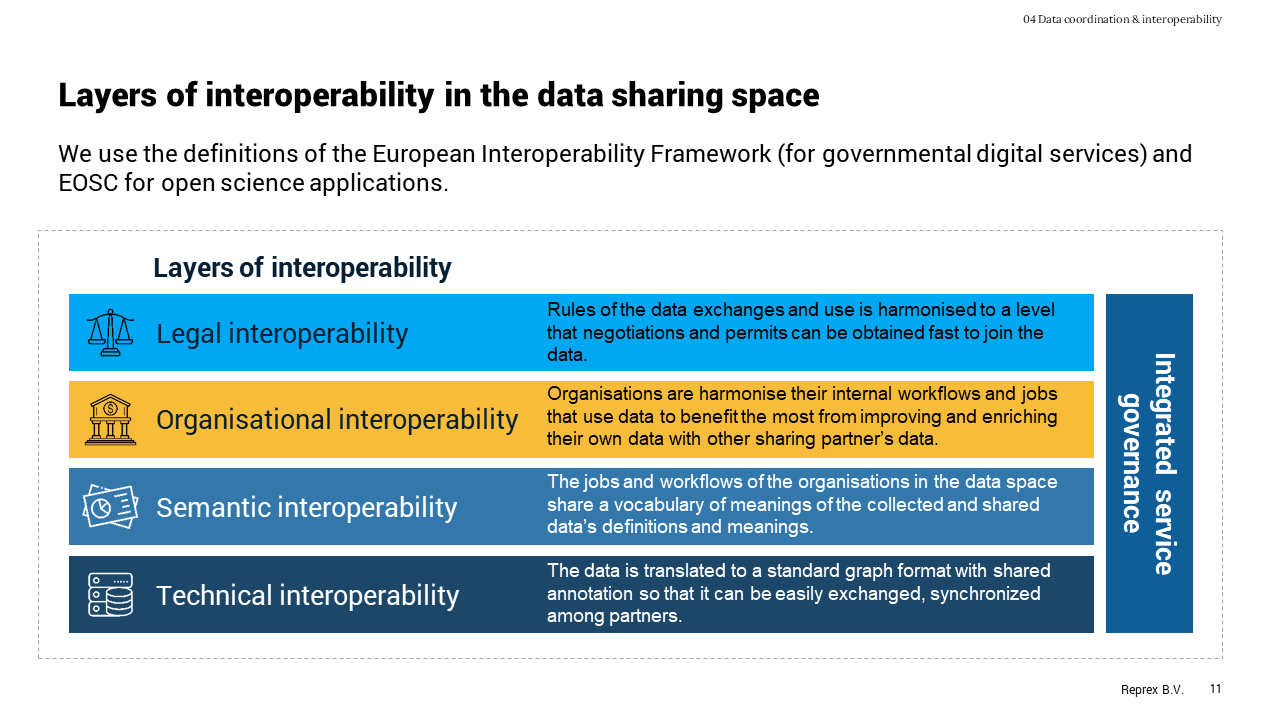 04 Data coordination & interoperability
Layers of interoperability in the data sharing space
We use the definitions of the European Interoperability Framework (for governmental digital services) and
EOSC for open science applications.
Layers of interoperability
Legal interoperability
Rules of the data exchanges and use is harmonised to a level
that negotiations and permits can be obtained fast to join the
data.
Organisational interoperability
Organisations are harmonise their internal workflows and jobs
that use data to benefit the most from improving and enriching
their own data with other sharing partner's data.
Semantic interoperability
The jobs and workflows of the organisations in the data space
share a vocabulary of meanings of the collected and shared
data's definitions and meanings.
Technical interoperability
The data is translated to a standard graph format with shared
annotation so that it can be easily exchanged, synchronized
among partners.
Integrated service
governance
Reprex B.V.
11